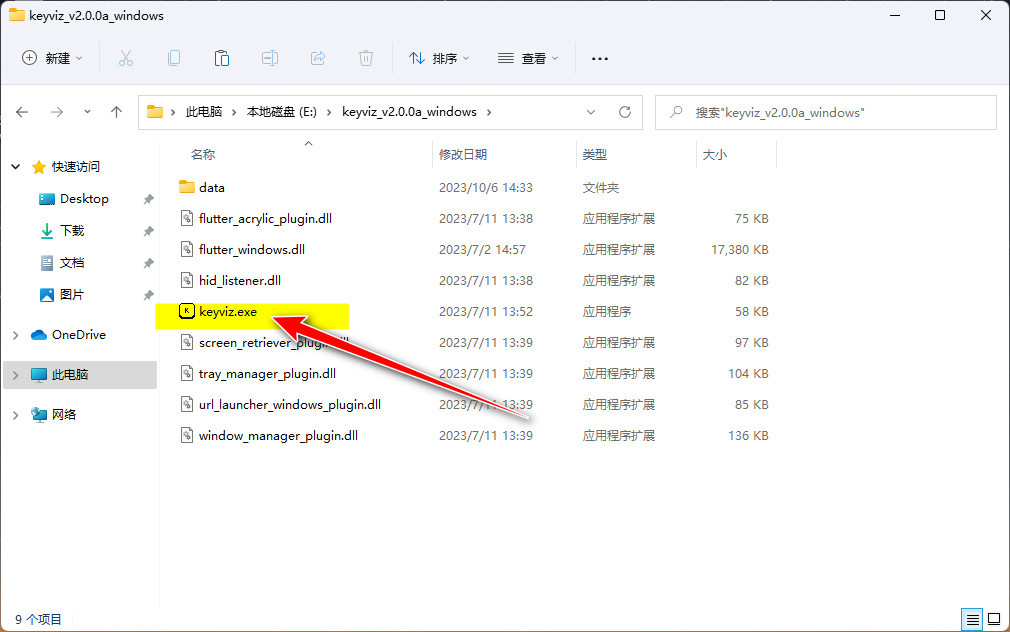 keyviz_v2.0.0a_windows
新建 排序 查看
此电脑 本地磁盘 (E:) keyviz_v2.0.0a_windows 搜索"keyviz_v2.0.0a_windows"
名称 修改日期 类型 大小
快速访问
Desktop
下载
文档
图片
OneDrive
此电脑
网络
data 2023/10/6 14:33 文件夹
flutter_acrylic_plugin.dll 2023/7/11 13:38 应用程序扩展 75 KB
flutter_windows.dll 2023/7/2 14:57 应用程序扩展 17,380 KB
hid_listener.dll 2023/7/11 13:38 应用程序扩展 82 KB
K keyviz.exe 2023/7/11 13:52 应用程序 58 KB
screen_retriever_plugin.dll 2023/7/11 13:39 应用程序扩展 97 KB
tray_manager_plugin.dll 2023/7/11 13:39 应用程序扩展 104 KB
url_launcher_windows_plugin.dll 2023/7/11 13:39 应用程序扩展 85 KB
window_manager_plugin.dll 2023/7/11 13:39 应用程序扩展 136 KB
9 个项目